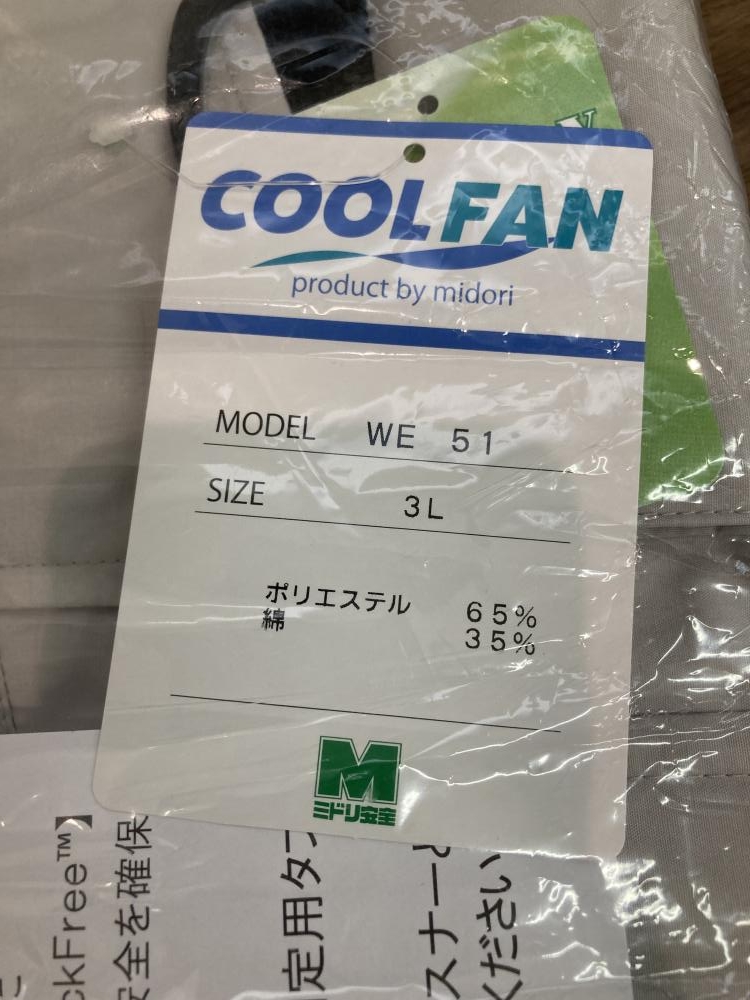 COOLFAN
product by midori
MODEL WE 51
SIZE 3L
ポリエステル 65%
綿 35%
M
ミドリ安全
ckFree™】
安全を確保
定用タ
スナーと
ください